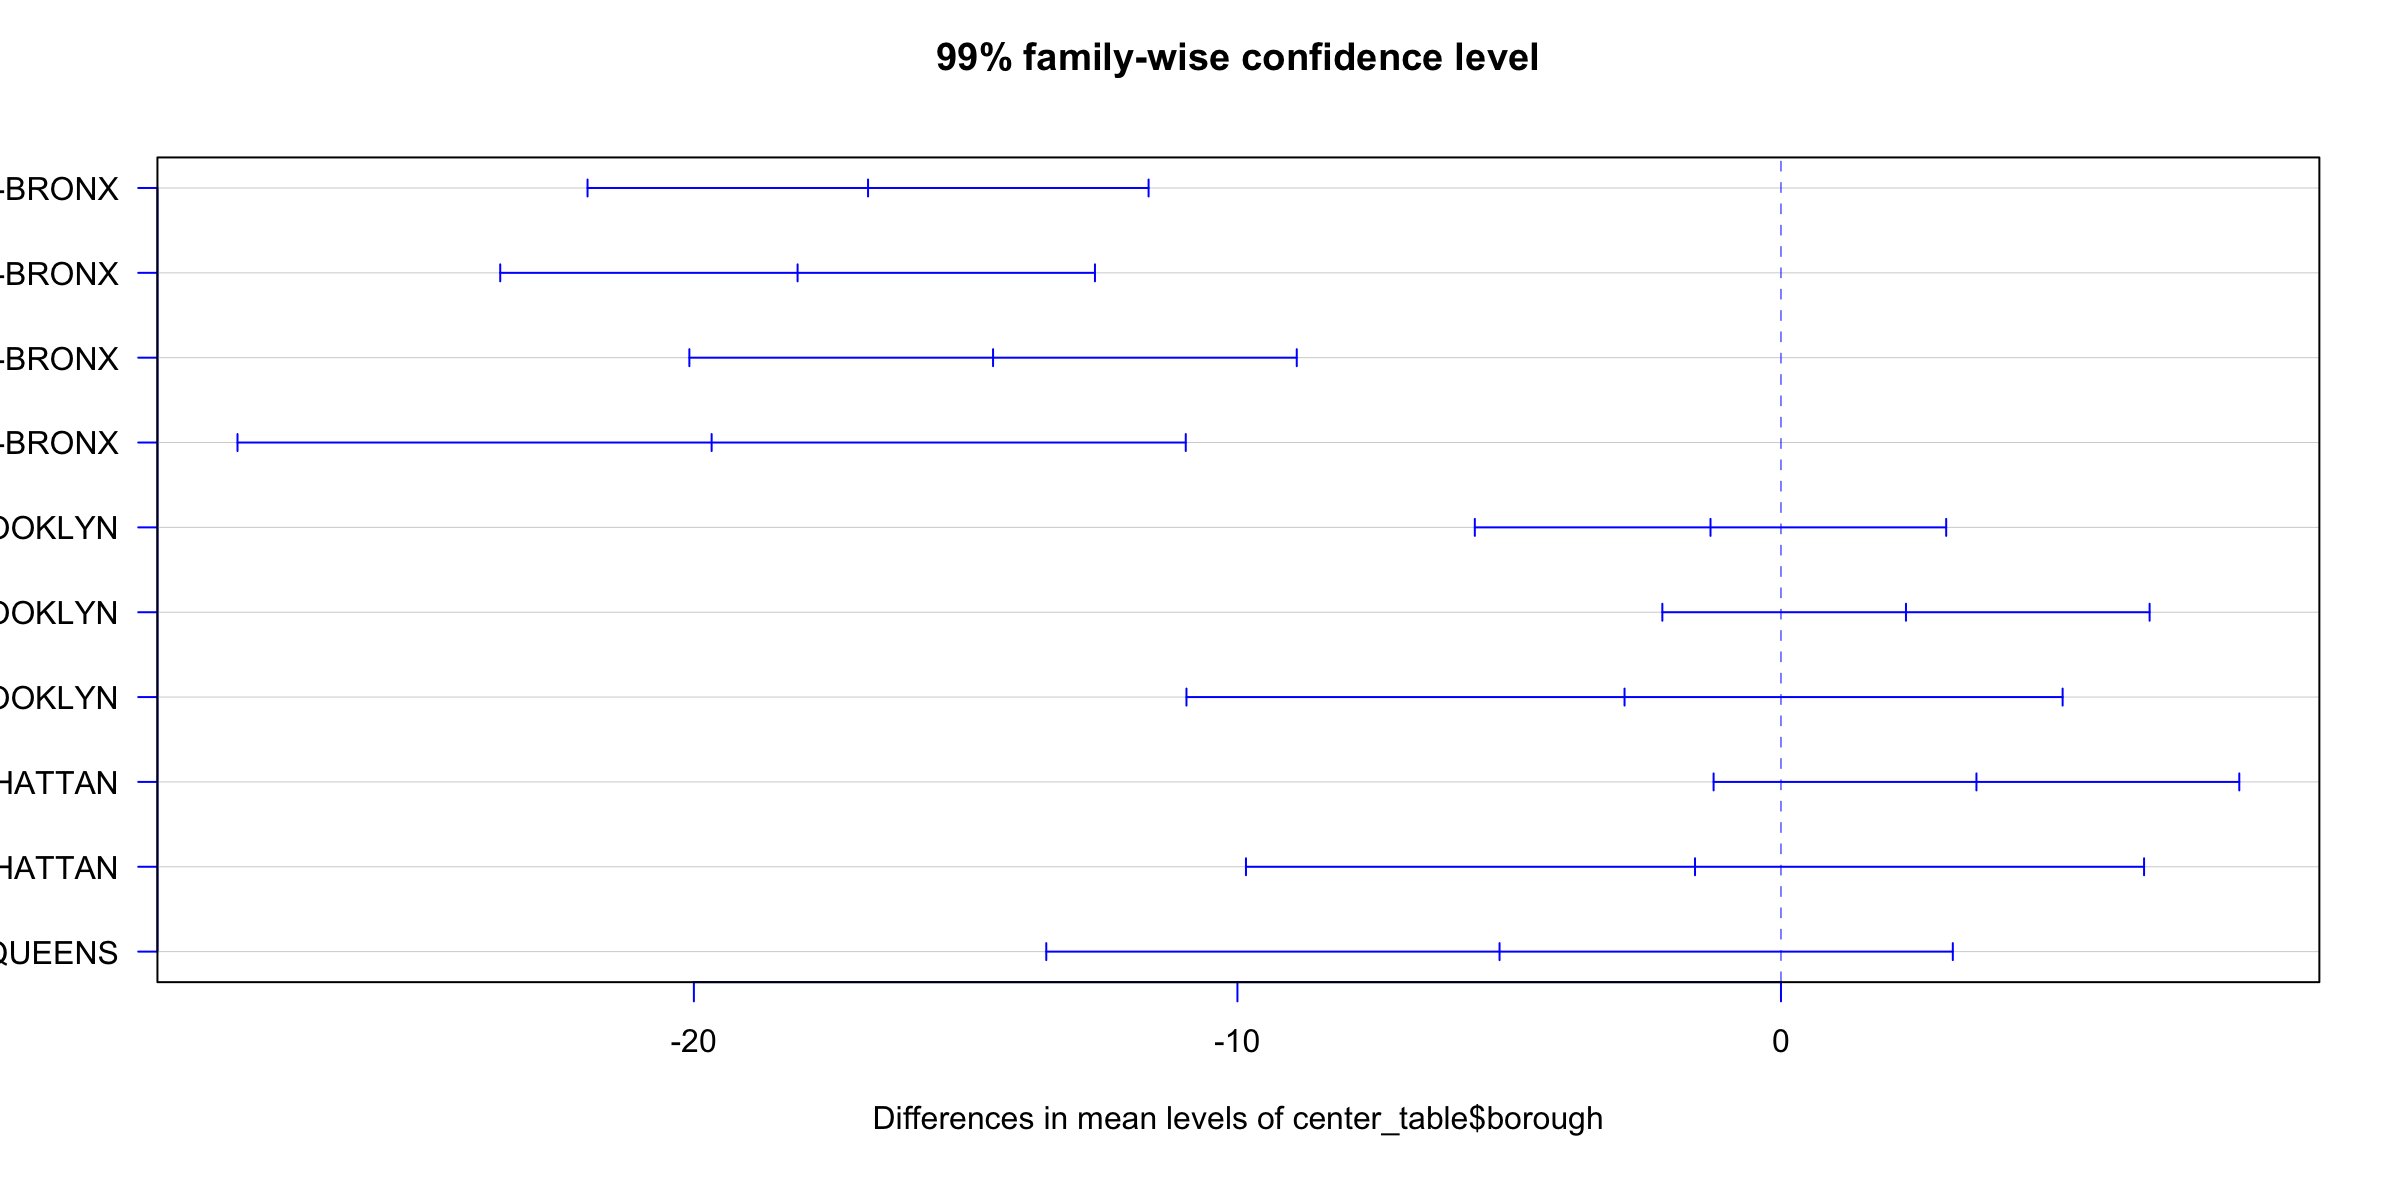 99% family-wise confidence level
-BRONX
-BRONX
-BRONX
-BRONX
OOKLYN
OOKLYN
OOKLYN
HATTAN
HATTAN
QUEENS
-20 -10 0
Differences in mean levels of center_table$borough